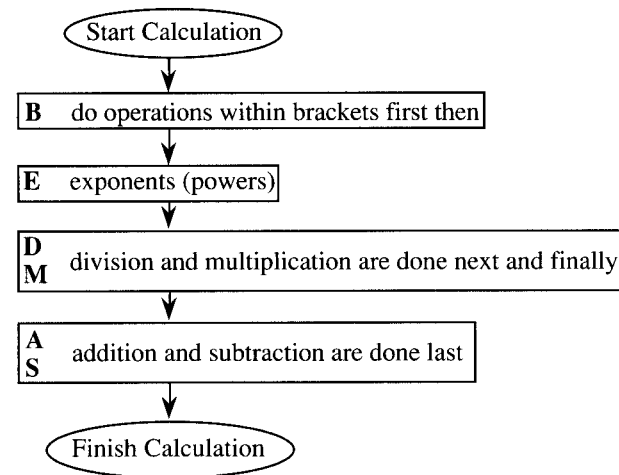 Start Calculation
B do operations within brackets first then
E exponents (powers)
D
M division and multiplication are done next and finally
A
S addition and subtraction are done last
Finish Calculation